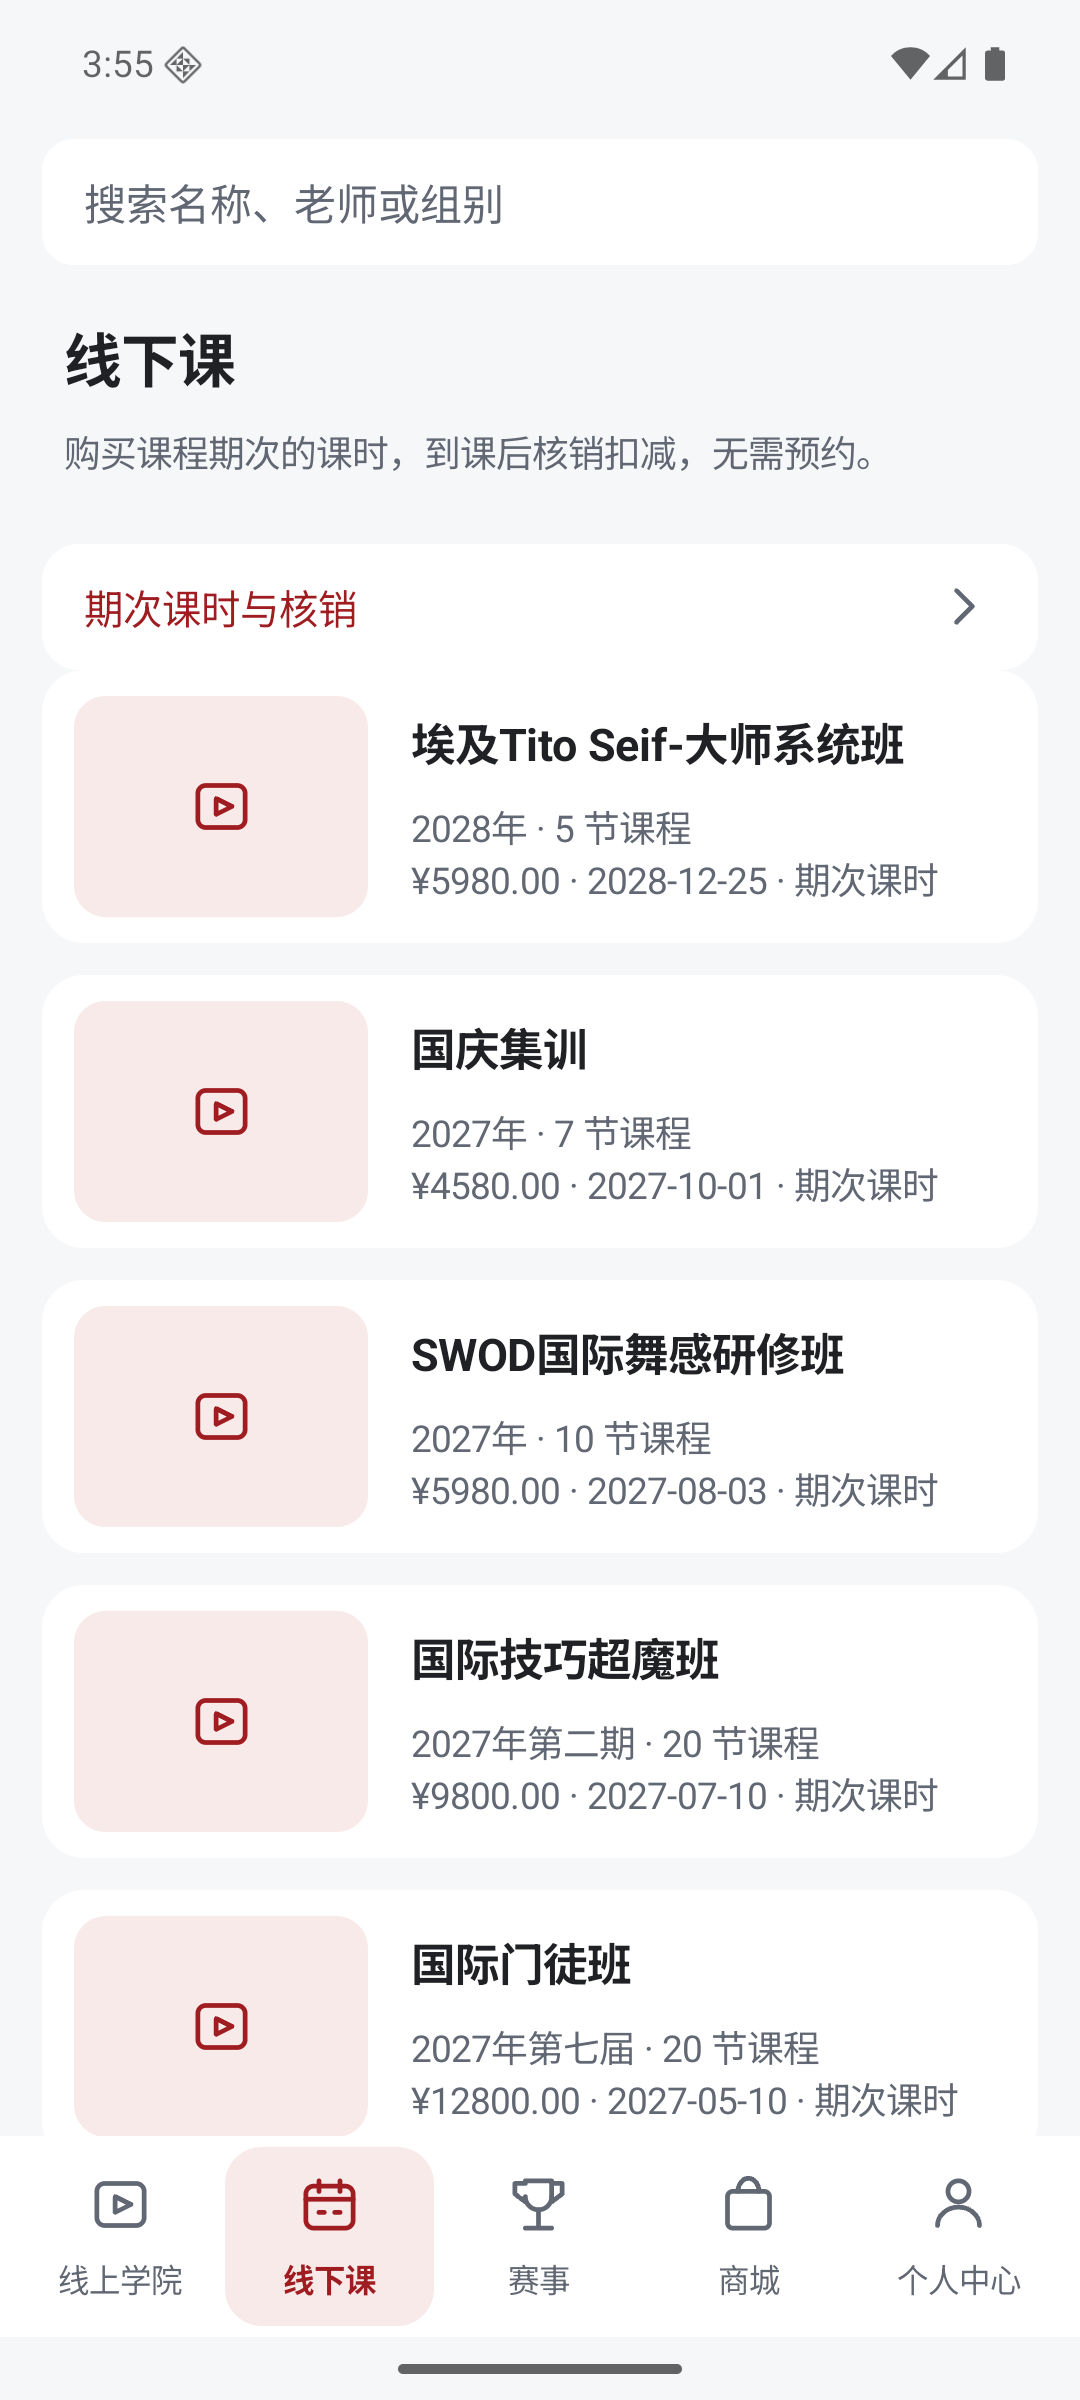 3:55
搜索名称、老师或组别
线下课
购买课程期次的课时，到课后核销扣减，无需预约。
期次课时与核销
埃及Tito Seif-大师系统班
2028年 · 5 节课程
¥5980.00 · 2028-12-25 · 期次课时
国庆集训
2027年 · 7 节课程
¥4580.00 · 2027-10-01 · 期次课时
SWOD国际舞感研修班
2027年 · 10 节课程
¥5980.00 · 2027-08-03 · 期次课时
国际技巧超魔班
2027年第二期 · 20 节课程
¥9800.00 · 2027-07-10 · 期次课时
国际门徒班
2027年第七届 · 20 节课程
¥12800.00 · 2027-05-10 · 期次课时
线上学院
线下课
赛事
商城
个人中心